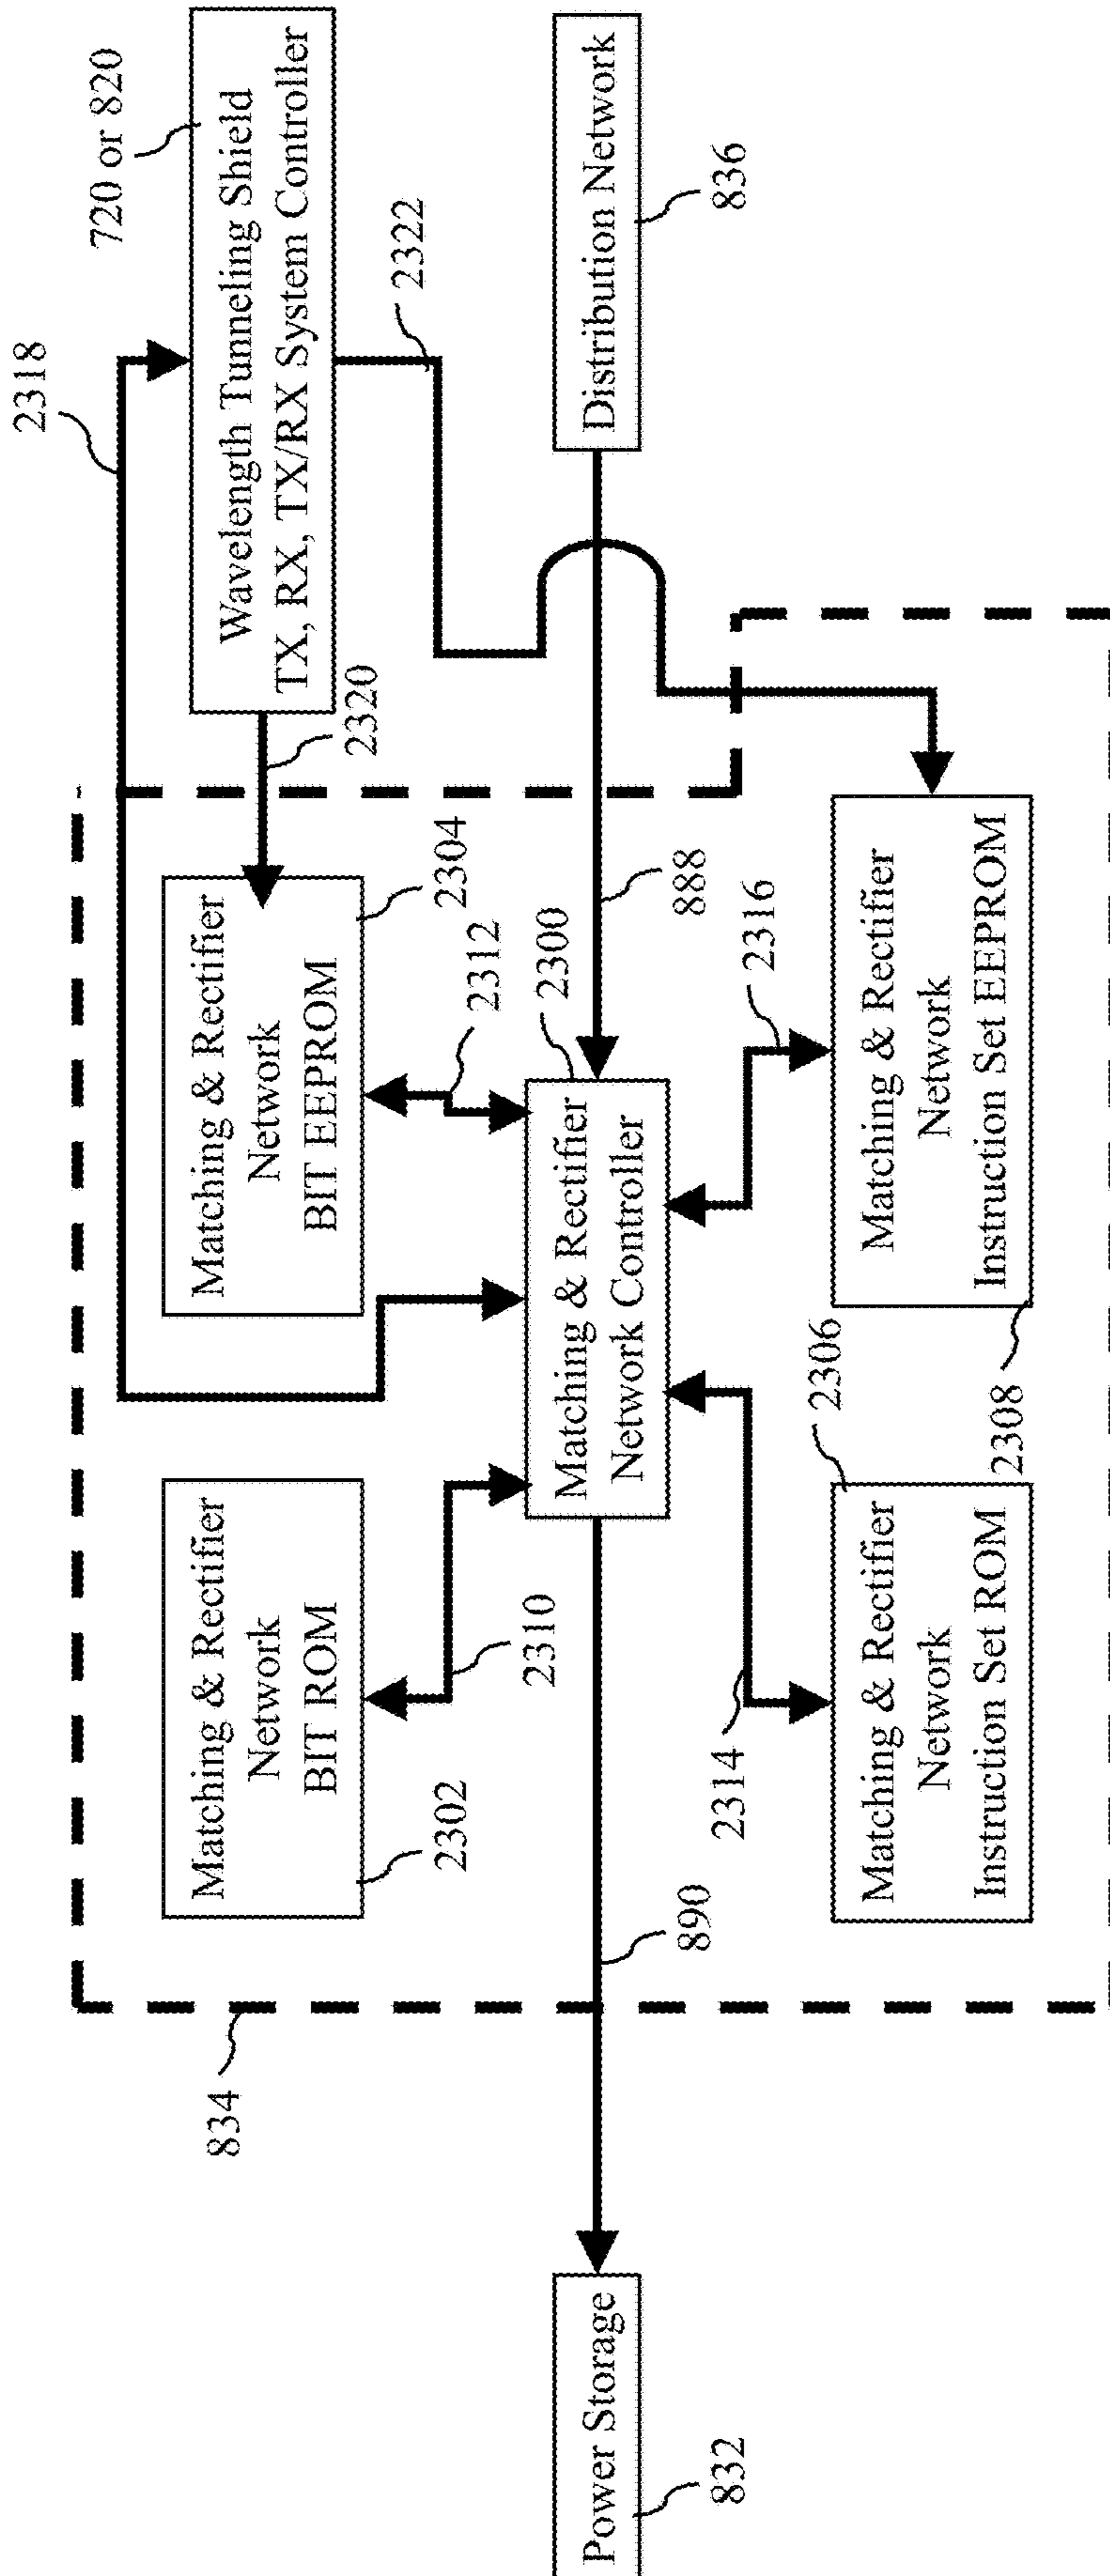 834
2318
720 or 820
Matching & Rectifier
Network
BIT ROM
2302
Matching & Rectifier
Network
BIT EEPROM
2304
Wavelength Tunneling Shield
TX, RX, TX/RX System Controller
2320
2322
2310
2312
2300
Power Storage
832
890
Matching & Rectifier
Network Controller
888
Distribution Network
836
2314
2316
2306
Matching & Rectifier
Network
Instruction Set ROM
2308
Matching & Rectifier
Network
Instruction Set EEPROM